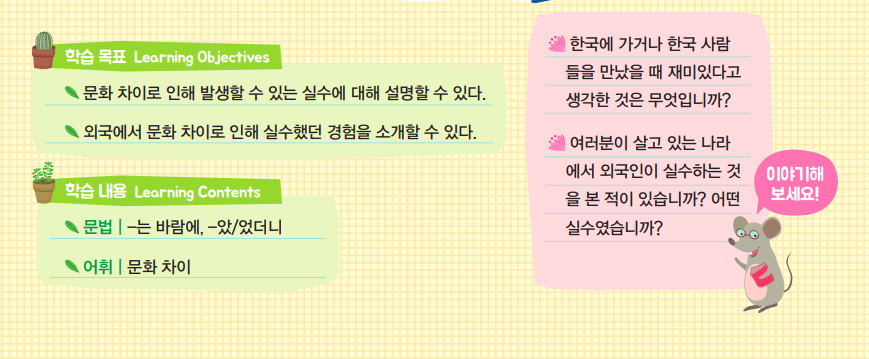 학습 목표 Learning Objectives
문화 차이로 인해 발생할 수 있는 실수에 대해 설명할 수 있다.
외국에서 문화 차이로 인해 실수했던 경험을 소개할 수 있다.
학습 내용 Learning Contents
문법 | –는 바람에, –았/었더니
어휘 | 문화 차이
한국에 가거나 한국 사람
들을 만났을 때 재미있다고
생각한 것은 무엇입니까?
여러분이 살고 있는 나라
에서 외국인이 실수하는 것
을 본 적이 있습니까? 어떤
실수였습니까?
이야기해
보세요!